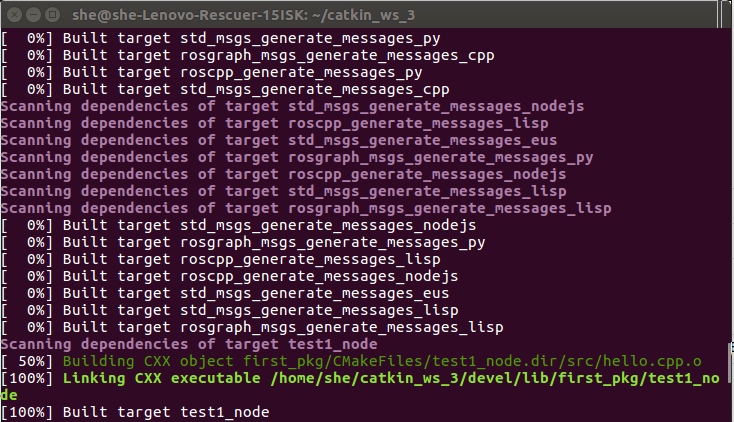 she@she-Lenovo-Rescuer-15ISK: ~/catkin_ws_3
[  0%] Built target std_msgs_generate_messages_py
[  0%] Built target rosgraph_msgs_generate_messages_cpp
[  0%] Built target roscpp_generate_messages_py
[  0%] Built target std_msgs_generate_messages_cpp
Scanning dependencies of target std_msgs_generate_messages_nodejs
Scanning dependencies of target roscpp_generate_messages_lisp
Scanning dependencies of target std_msgs_generate_messages_eus
Scanning dependencies of target rosgraph_msgs_generate_messages_py
Scanning dependencies of target roscpp_generate_messages_nodejs
Scanning dependencies of target std_msgs_generate_messages_lisp
Scanning dependencies of target rosgraph_msgs_generate_messages_lisp
[  0%] Built target std_msgs_generate_messages_nodejs
[  0%] Built target rosgraph_msgs_generate_messages_py
[  0%] Built target roscpp_generate_messages_lisp
[  0%] Built target roscpp_generate_messages_nodejs
[  0%] Built target std_msgs_generate_messages_eus
[  0%] Built target std_msgs_generate_messages_lisp
[  0%] Built target rosgraph_msgs_generate_messages_lisp
Scanning dependencies of target test1_node
[ 50%] Building CXX object first_pkg/CMakeFiles/test1_node.dir/src/hello.cpp.o
[100%] Linking CXX executable /home/she/catkin_ws_3/devel/lib/first_pkg/test1_no
de
[100%] Built target test1_node